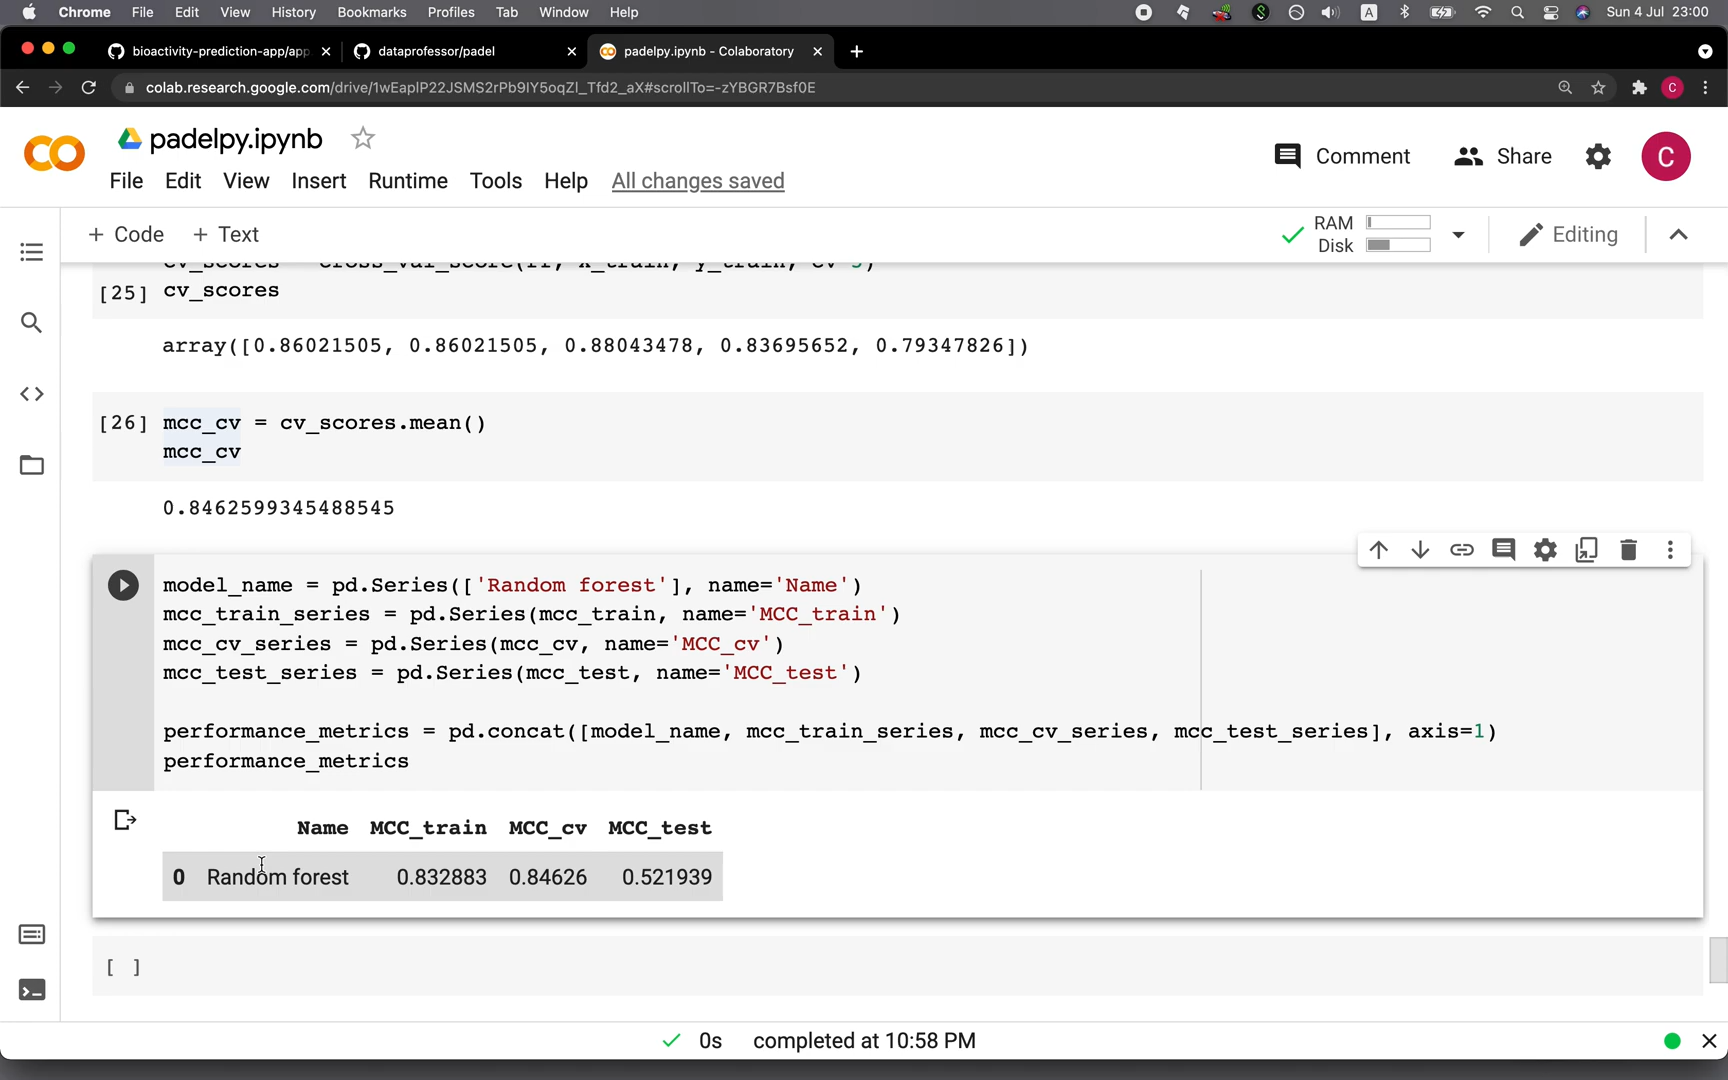 Chrome File Edit View History Bookmarks Profiles Tab Window Help A Sun 4 Jul 23:00
bioactivity-prediction-app/app dataprofessor/padel padelpy.ipynb - Colaboratory
colab.research.google.com/drive/1wEaplP22JSMS2rPb9IY5oqZl_Tfd2_aX#scrollTo=-zYBGR7Bsf0E C
padelpy.ipynb
Comment Share C
File Edit View Insert Runtime Tools Help All changes saved
+ Code + Text
RAM
Disk
Editing
[25] cv_scores
array([0.86021505, 0.86021505, 0.88043478, 0.83695652, 0.79347826])
[26] mcc_cv = cv_scores.mean()
mcc_cv
0.8462599345488545
model_name = pd.Series(['Random forest'], name='Name')
mcc_train_series = pd.Series(mcc_train, name='MCC_train')
mcc_cv_series = pd.Series(mcc_cv, name='MCC_cv')
mcc_test_series = pd.Series(mcc_test, name='MCC_test')
performance_metrics = pd.concat([model_name, mcc_train_series, mcc_cv_series, mcc_test_series], axis=1)
performance_metrics
Name MCC_train MCC_cv MCC_test
0 Random forest 0.832883 0.84626 0.521939
[ ]
0s completed at 10:58 PM